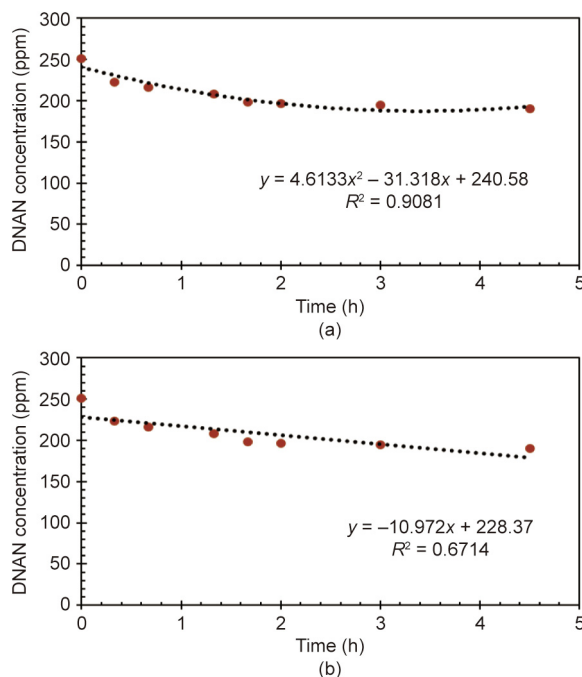 300
250
200
150
100
50
0
DNAN concentration (ppm)
y = 4.6133x² – 31.318x + 240.58
R² = 0.9081
0 1 2 3 4 5
Time (h)
(a)
300
250
200
150
100
50
0
DNAN concentration (ppm)
y = –10.972x + 228.37
R² = 0.6714
0 1 2 3 4 5
Time (h)
(b)